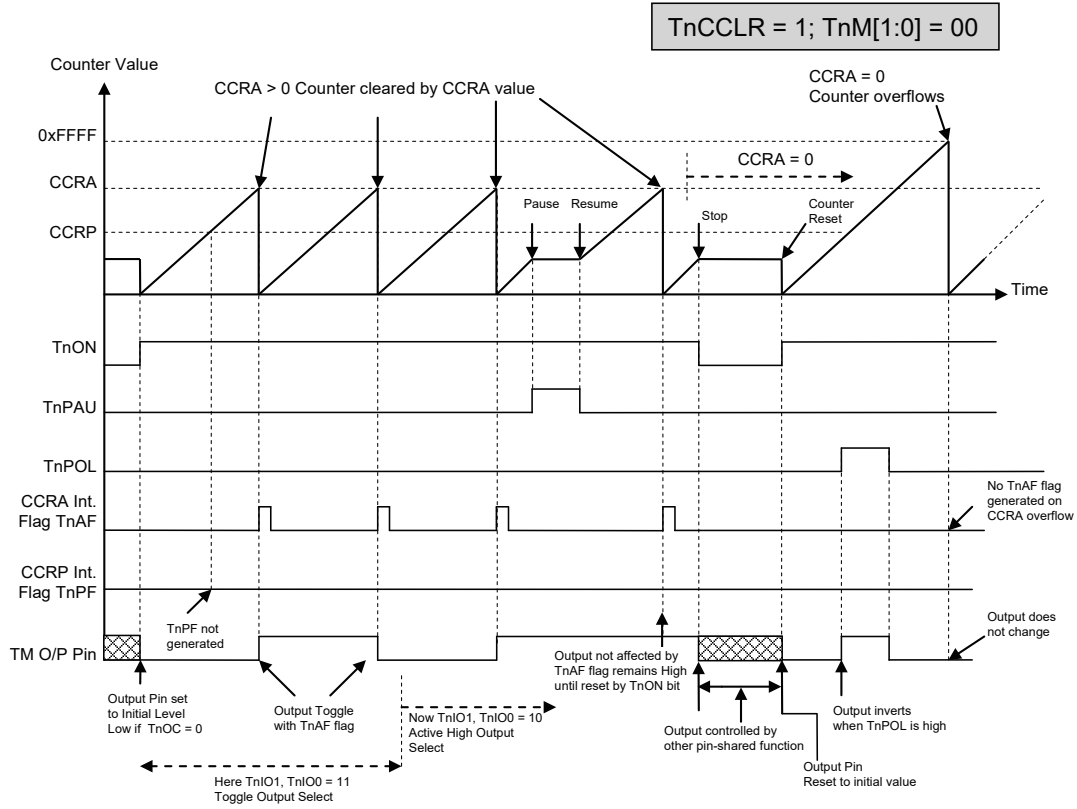 TnCCLR = 1; TnM[1:0] = 00
Counter Value
CCRA > 0 Counter cleared by CCRA value
CCRA = 0
Counter overflows
0xFFFF
CCRA = 0
CCRA
Pause
Resume
Stop
Counter
Reset
CCRP
Time
TnON
TnPAU
TnPOL
CCRA Int.
Flag TnAF
No TnAF flag
generated on
CCRA overflow
CCRP Int.
Flag TnPF
TnPF not
generated
Output does
not change
TM O/P Pin
Output not affected by
TnAF flag remains High
until reset by TnON bit
Output Pin set
to Initial Level
Low if TnOC = 0
Output Toggle
with TnAF flag
Now TnIO1, TnIO0 = 10
Active High Output
Select
Output controlled by
other pin-shared function
Output inverts
when TnPOL is high
Output Pin
Reset to initial value
Here TnIO1, TnIO0 = 11
Toggle Output Select